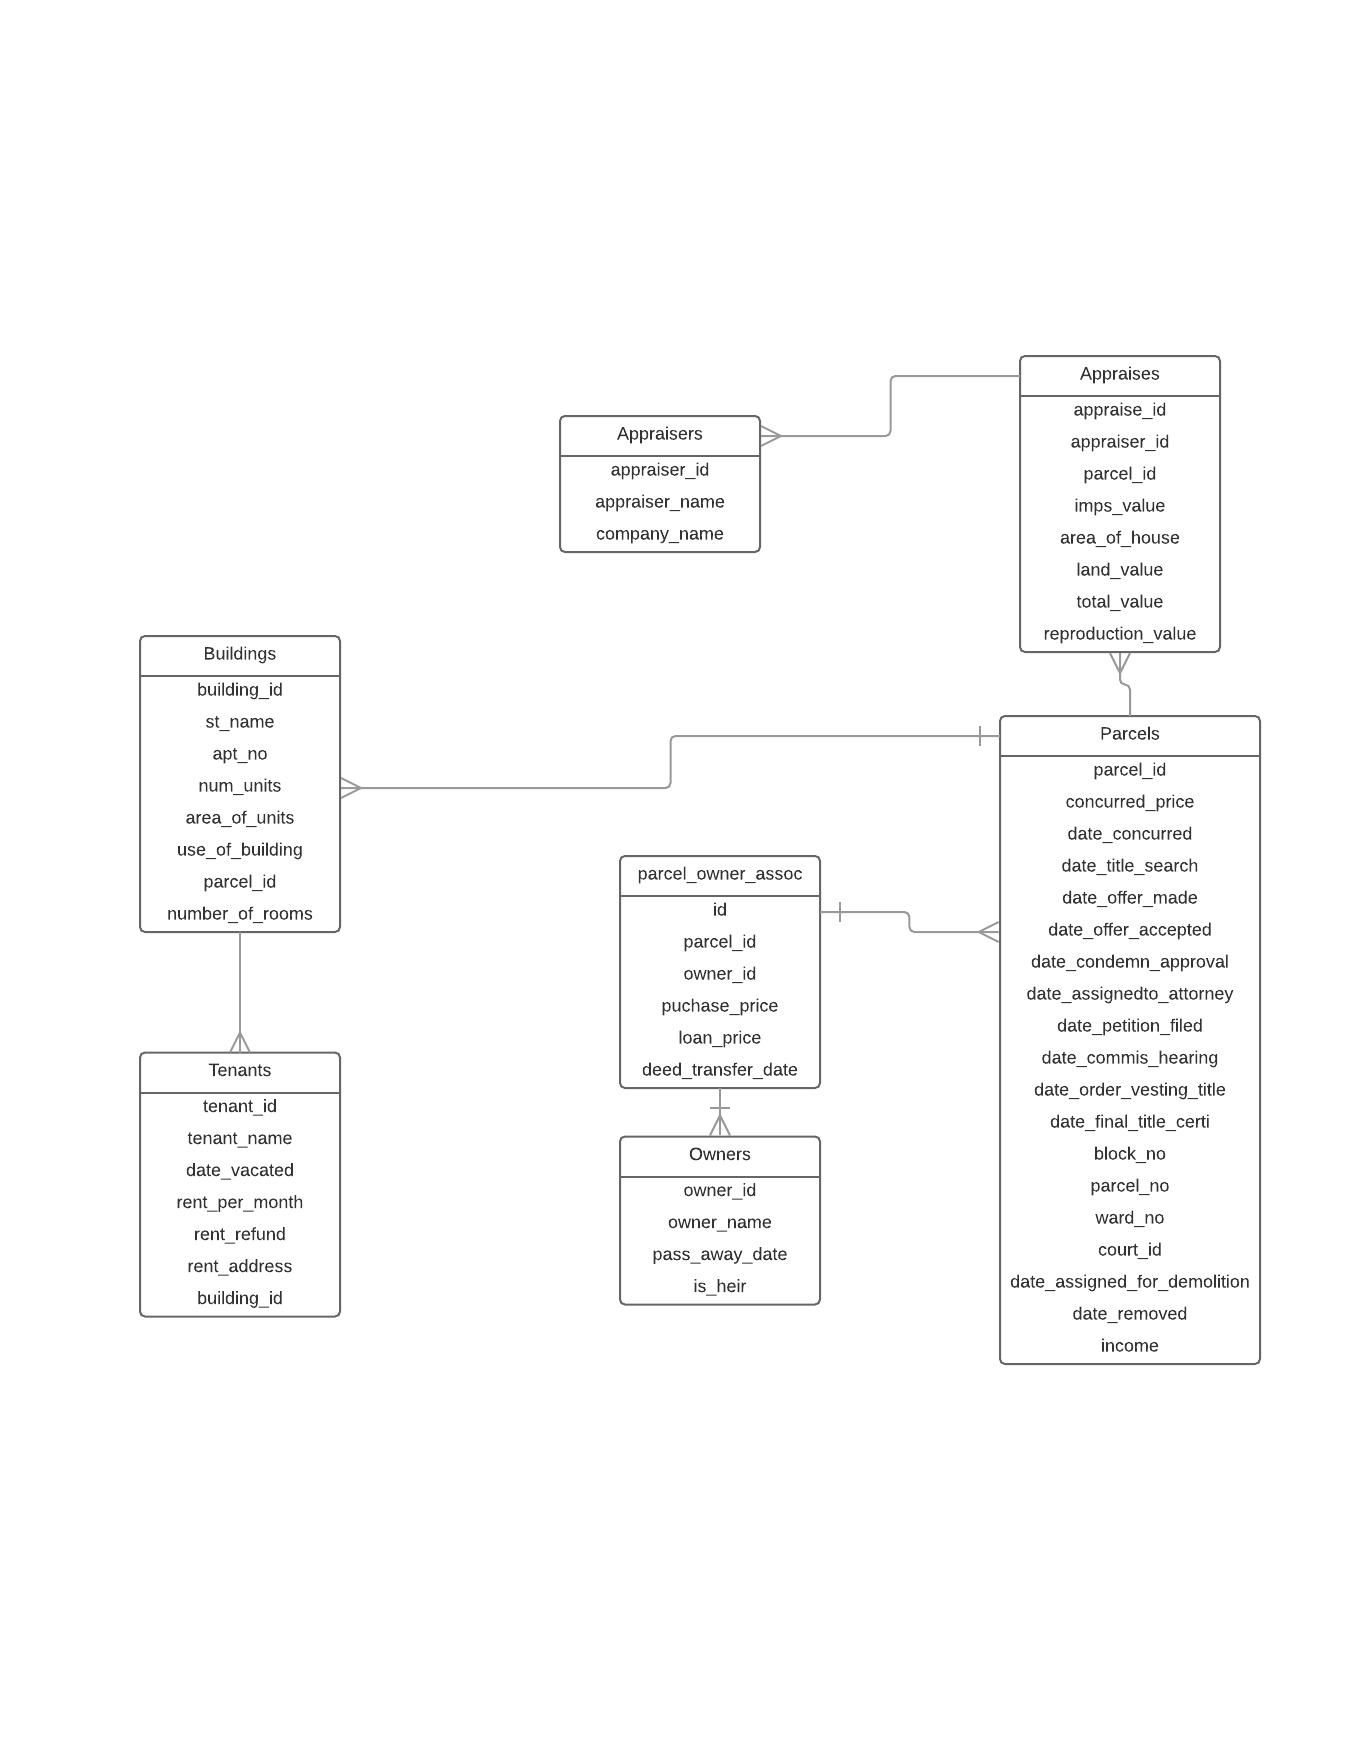 Appraises
appraise_id
appraiser_id
parcel_id
imps_value
area_of_house
land_value
total_value
reproduction_value
Appraisers
appraiser_id
appraiser_name
company_name
Buildings
building_id
st_name
apt_no
num_units
area_of_units
use_of_building
parcel_id
number_of_rooms
Parcels
parcel_id
concurred_price
date_concurred
date_title_search
date_offer_made
date_offer_accepted
date_condemn_approval
date_assignedto_attorney
date_petition_filed
date_commis_hearing
date_order_vesting_title
date_final_title_certi
block_no
parcel_no
ward_no
court_id
date_assigned_for_demolition
date_removed
income
parcel_owner_assoc
id
parcel_id
owner_id
puchase_price
loan_price
deed_transfer_date
Tenants
tenant_id
tenant_name
date_vacated
rent_per_month
rent_refund
rent_address
building_id
Owners
owner_id
owner_name
pass_away_date
is_heir